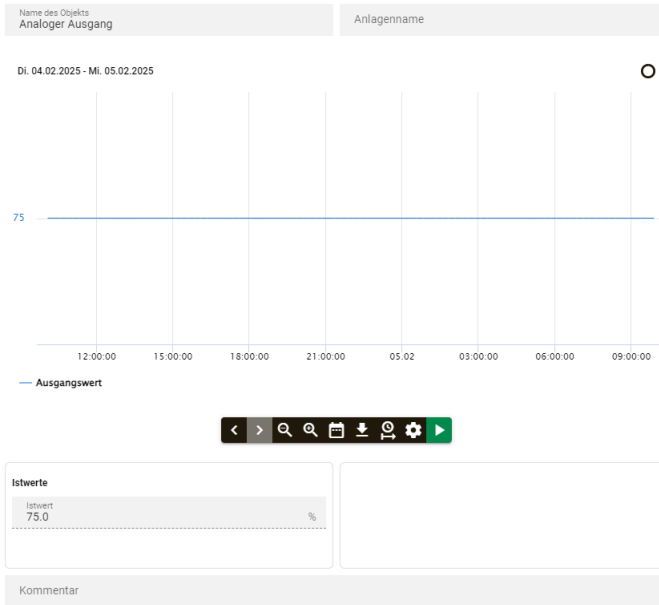 Name des Objekts
Analoger Ausgang
Anlagenname
Di. 04.02.2025 - Mi. 05.02.2025
75
12:00:00 15:00:00 18:00:00 21:00:00 05.02 03:00:00 06:00:00 09:00:00
Ausgangswert
Istwerte
Istwert
75.0 %
Kommentar